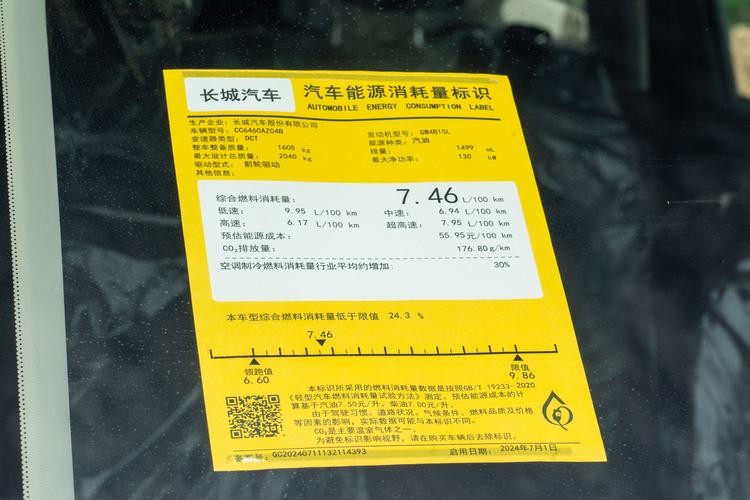 长城汽车
汽车能源消耗量标识
AUTOMOBILE ENERGY CONSUMPTION LABEL
生产企业: 长城汽车股份有限公司
车辆型号: CC6460AZ04B 发动机型号: GW4B15L
变速器类型: DCT 能源种类: 汽油
整车整备质量: 1605 kg 排量: 1499 mL
最大设计总质量: 2040 kg 最大净功率: 130 kW
驱动型式: 前轮驱动
其他信息:
综合燃料消耗量: 7.46 L/100 km
低速: 9.95 L/100 km 中速: 6.94 L/100 km
高速: 6.17 L/100 km 超高速: 7.95 L/100 km
预估能源成本: 55.95元/100 km
CO₂排放量: 176.80g/km
空调制冷燃料消耗量行业平均约增加: 30%
本车型综合燃料消耗量低于限值 24.3 %
7.46
领跑值 限值
6.60 9.86
本标识所采用的燃料消耗量数据是按照GB/T 19233-2020
《轻型汽车燃料消耗量试验方法》测定。预估能源成本的计
算基于汽油7.50元/升、柴油7.00元/升。
由于驾驶习惯、道路状况、气候条件、燃料品质及价格
等因素的影响, 实际数据可能与本标识不同。
CO₂是主要温室气体之一。
为避免标识影响视野, 请在购买车辆后去除标识。
备案号: GC20240711132114393 启用日期: 2024年7月1日